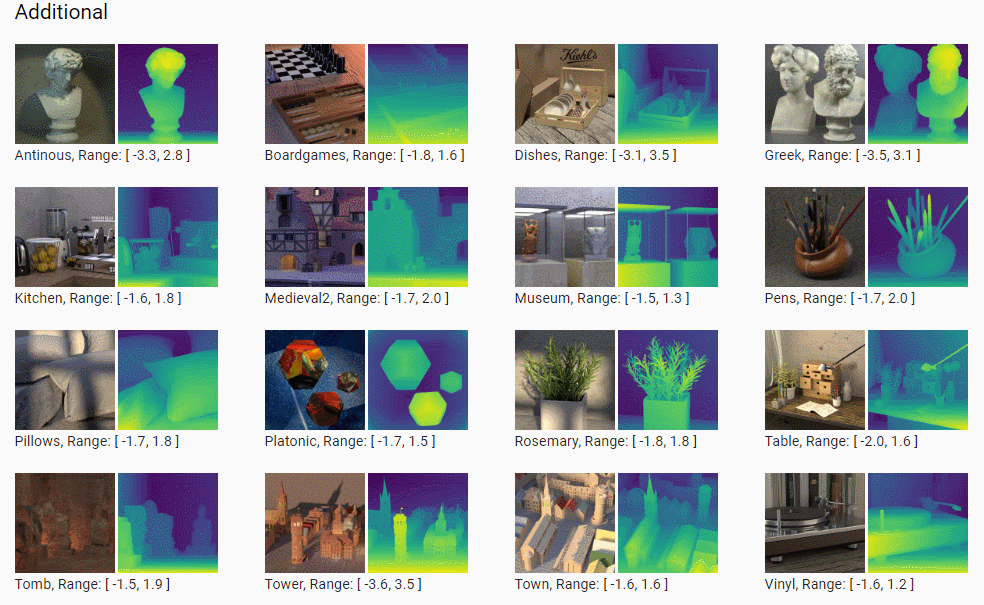 Additional
Kiehl's
Antinous, Range: [ -3.3, 2.8 ]
Boardgames, Range: [ -1.8, 1.6 ]
Dishes, Range: [ -3.1, 3.5 ]
Greek, Range: [ -3.5, 3.1 ]
Kitchen, Range: [ -1.6, 1.8 ]
Medieval2, Range: [ -1.7, 2.0 ]
Museum, Range: [ -1.5, 1.3 ]
Pens, Range: [ -1.7, 2.0 ]
Pillows, Range: [ -1.7, 1.8 ]
Platonic, Range: [ -1.7, 1.5 ]
Rosemary, Range: [ -1.8, 1.8 ]
Table, Range: [ -2.0, 1.6 ]
Tomb, Range: [ -1.5, 1.9 ]
Tower, Range: [ -3.6, 3.5 ]
Town, Range: [ -1.6, 1.6 ]
Vinyl, Range: [ -1.6, 1.2 ]